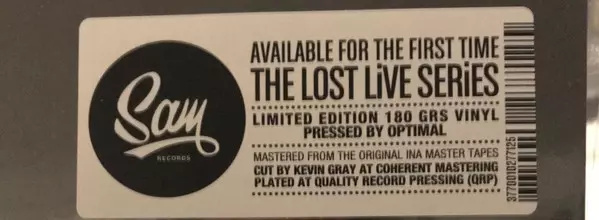 Sam
RECORDS
AVAILABLE FOR THE FIRST TIME
THE LOST LiVE SERiES
LIMITED EDITION 180 GRS VINYL
PRESSED BY OPTIMAL
MASTERED FROM THE ORIGINAL INA MASTER TAPES
CUT BY KEVIN GRAY AT COHERENT MASTERING
PLATED AT QUALITY RECORD PRESSING (QRP)
3770018277125